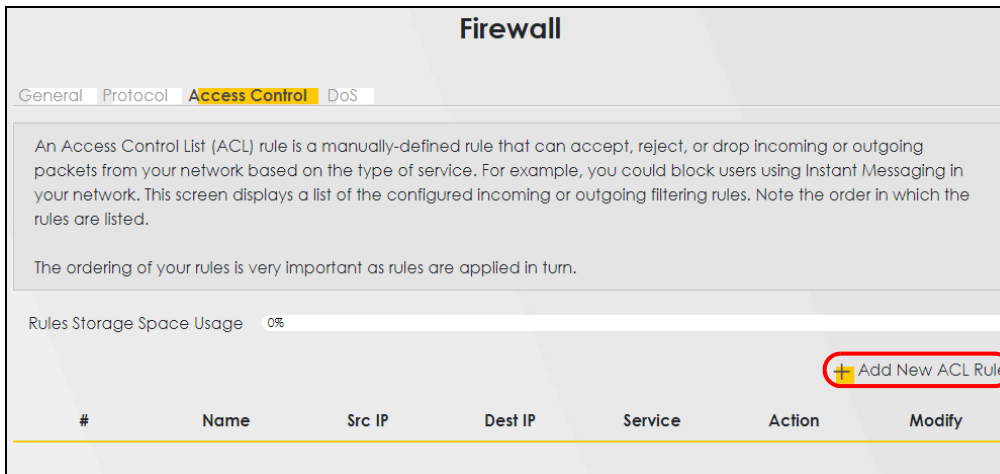 Firewall
General Protocol Access Control DoS
An Access Control List (ACL) rule is a manually-defined rule that can accept, reject, or drop incoming or outgoing
packets from your network based on the type of service. For example, you could block users using Instant Messaging in
your network. This screen displays a list of the configured incoming or outgoing filtering rules. Note the order in which the
rules are listed.
The ordering of your rules is very important as rules are applied in turn.
Rules Storage Space Usage 0%
+ Add New ACL Rule
# Name Src IP Dest IP Service Action Modify